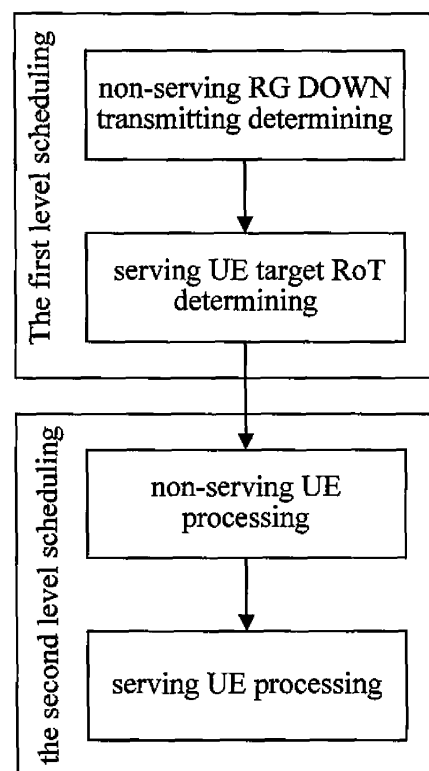 The first level scheduling
non-serving RG DOWN
transmitting determining
serving UE target RoT
determining
the second level scheduling
non-serving UE
processing
serving UE processing